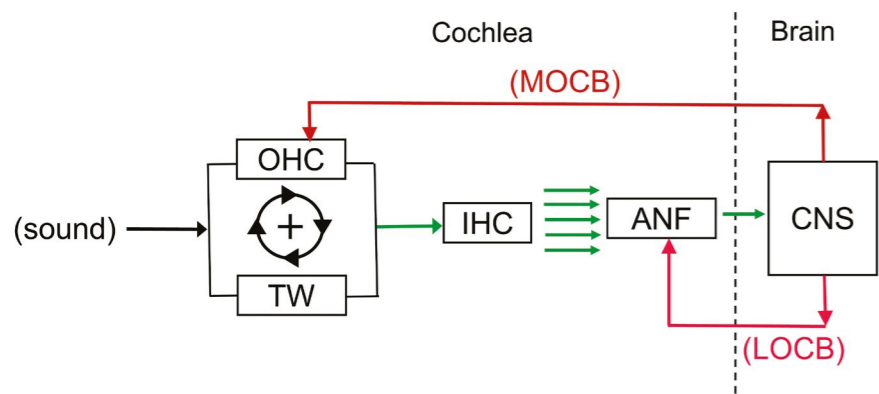 Cochlea
Brain
(MOCB)
OHC
(sound)
+
IHC
ANF
CNS
TW
(LOCB)